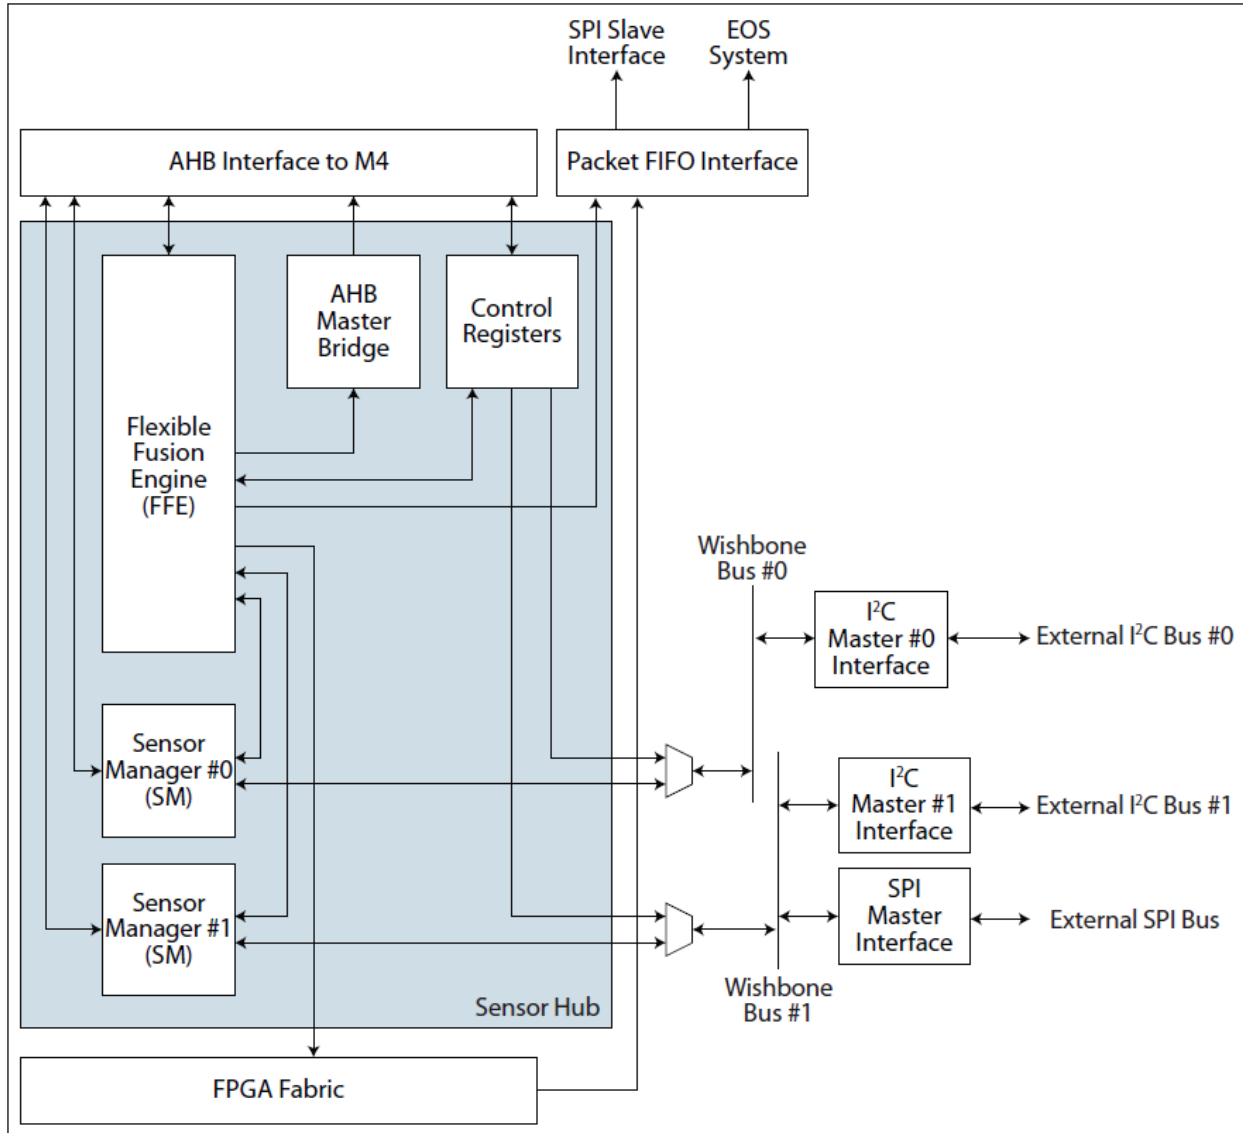 SPI Slave
Interface
EOS
System
AHB Interface to M4
Packet FIFO Interface
AHB
Master
Bridge
Control
Registers
Flexible
Fusion
Engine
(FFE)
Wishbone
Bus #0
I²C
Master #0
Interface
External I²C Bus #0
Sensor
Manager #0
(SM)
I²C
Master #1
Interface
External I²C Bus #1
Sensor
Manager #1
(SM)
SPI
Master
Interface
External SPI Bus
Wishbone
Bus #1
Sensor Hub
FPGA Fabric